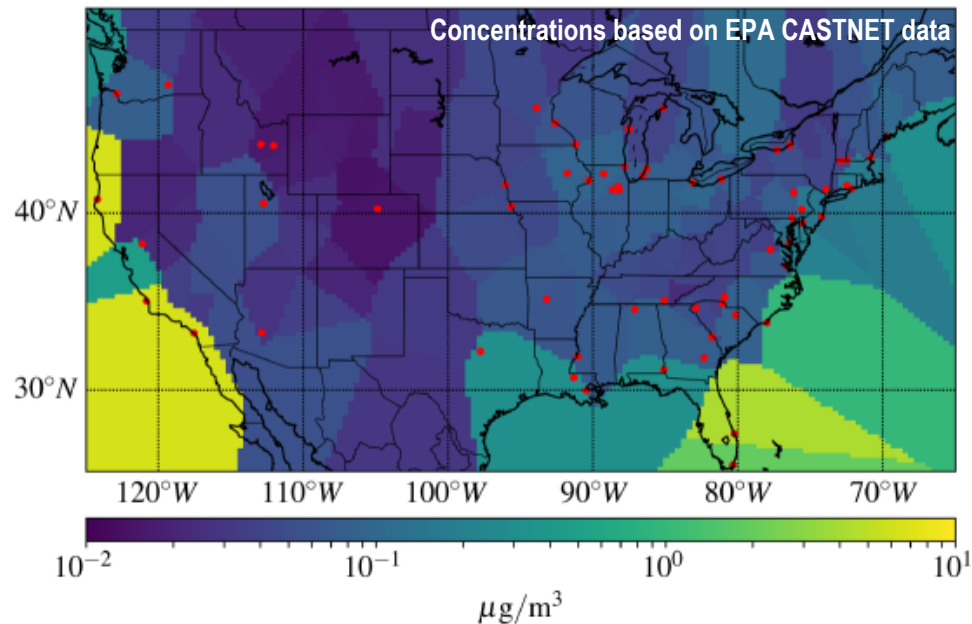 Concentrations based on EPA CASTNET data
40°N
30°N
120°W 110°W 100°W 90°W 80°W 70°W
10⁻² 10⁻¹ 10⁰ 10¹
μg/m³